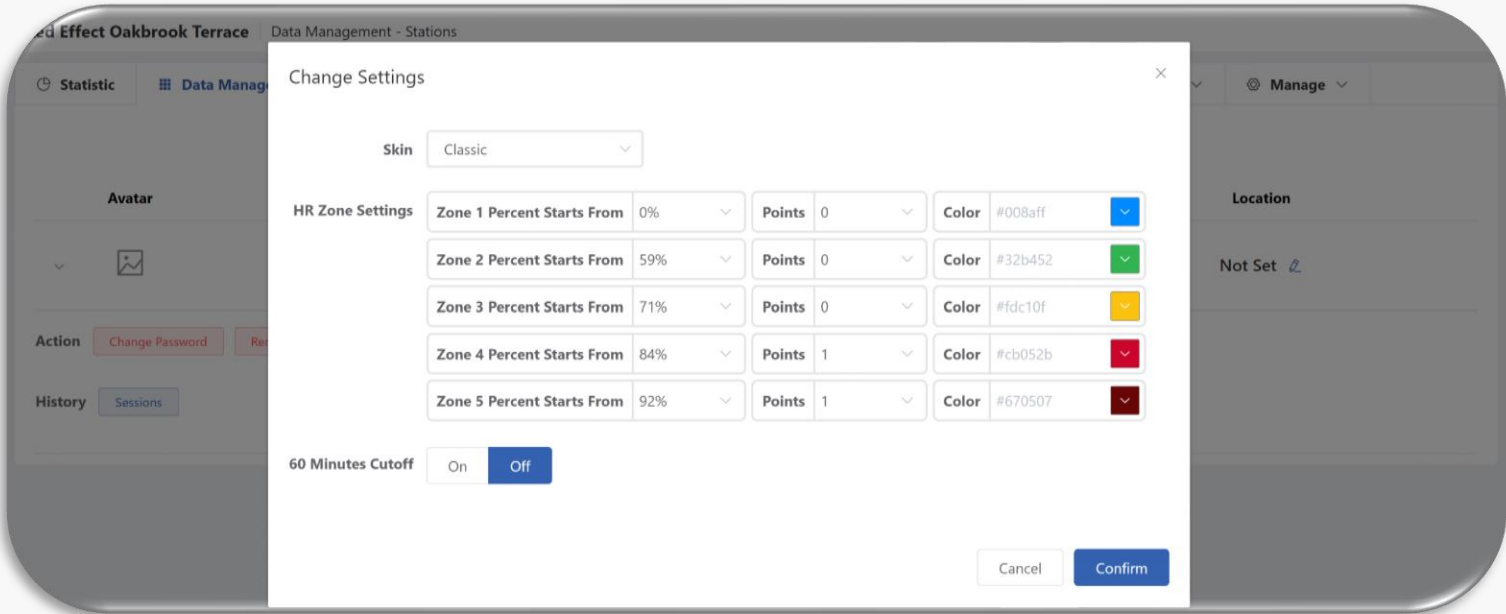 ed Effect Oakbrook Terrace Data Management - Stations
Change Settings
Statistic Data Manage Manage
Skin Classic
Avatar Location
HR Zone Settings Zone 1 Percent Starts From 0% Points 0 Color #008aff
Zone 2 Percent Starts From 59% Points 0 Color #32b452
Not Set
Zone 3 Percent Starts From 71% Points 0 Color #fdc10f
Action Change Password Re
Zone 4 Percent Starts From 84% Points 1 Color #cb052b
History Sessions
Zone 5 Percent Starts From 92% Points 1 Color #670507
60 Minutes Cutoff On Off
Cancel Confirm